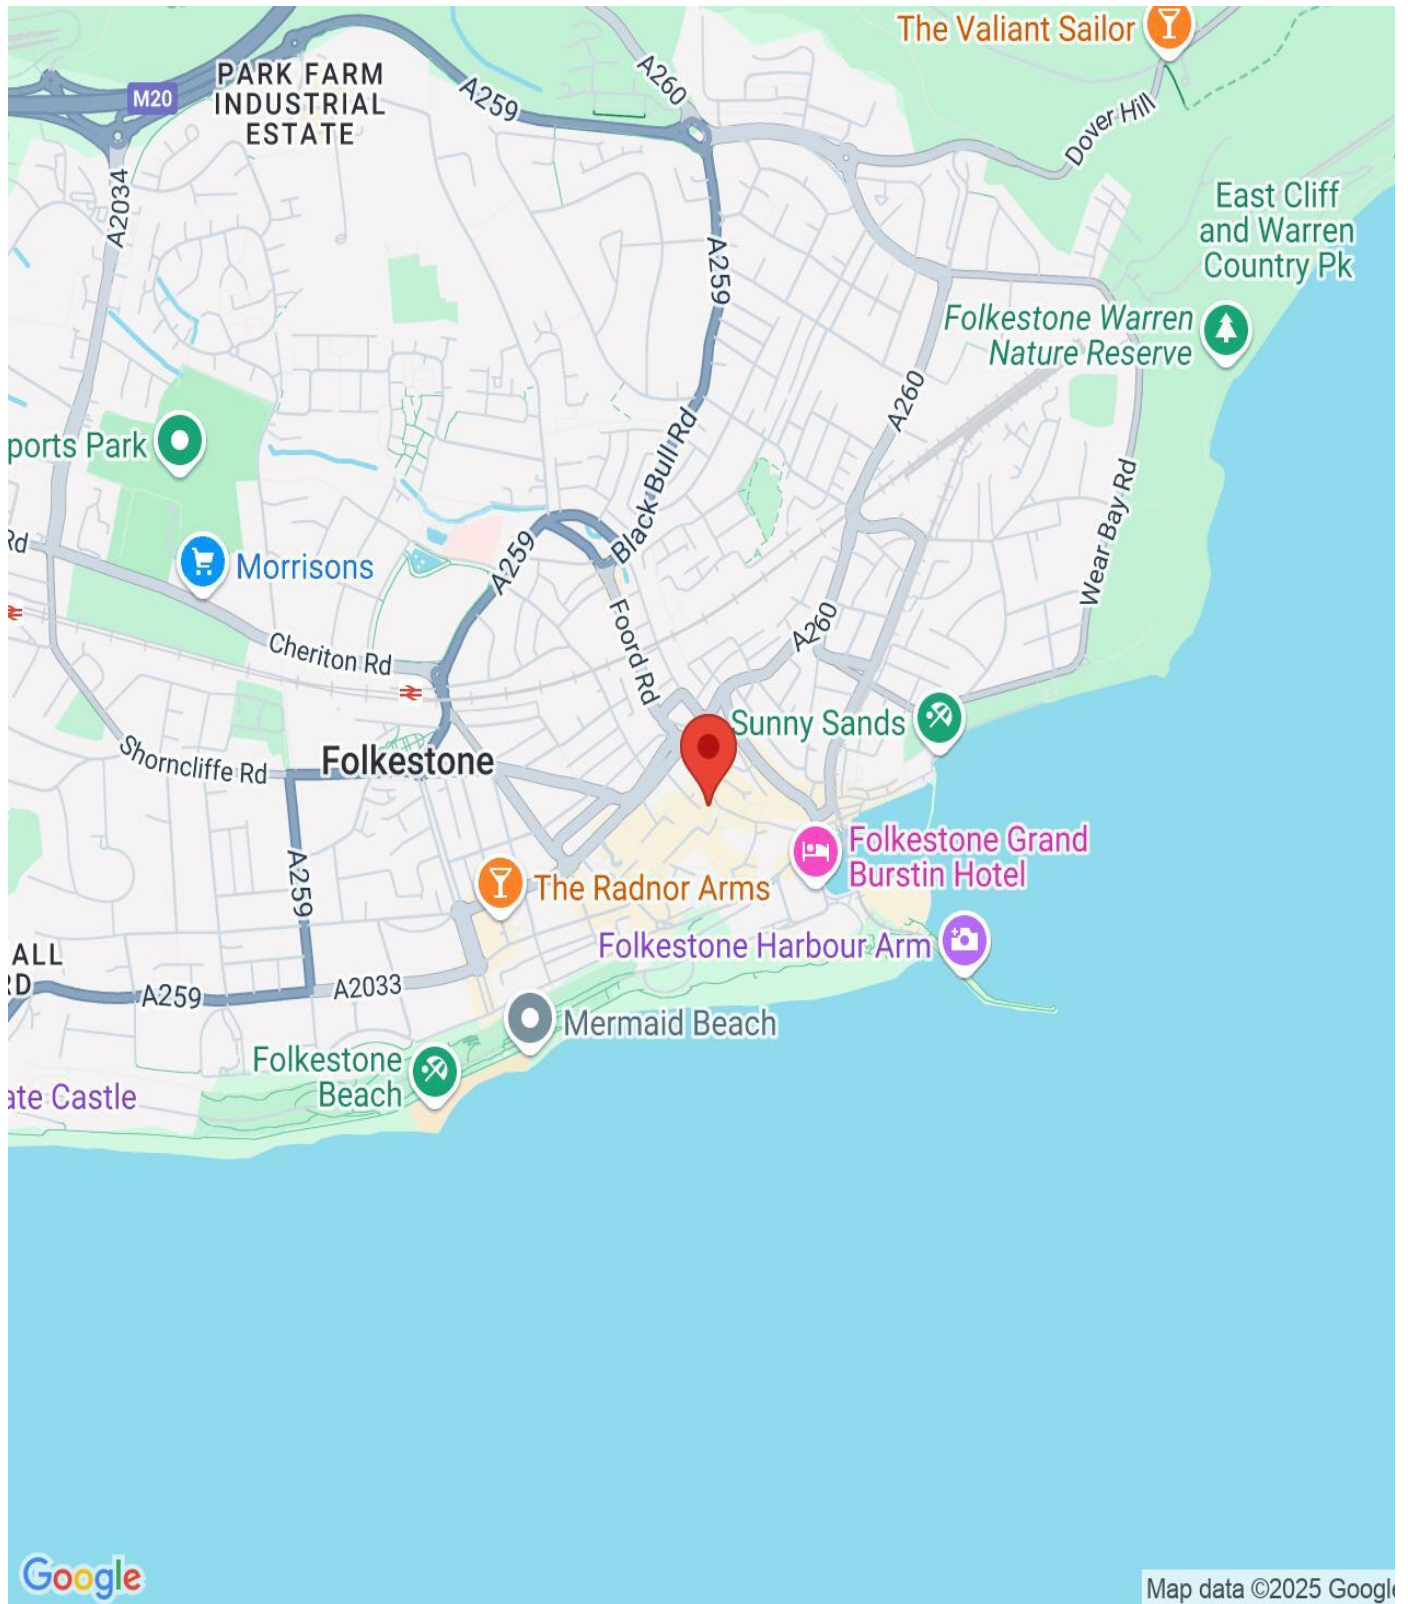 The Valiant Sailor
A260
PARK FARM
INDUSTRIAL
ESTATE
M20
A259
Dover Hill
A2034
East Cliff
and Warren
Country Pk
A259
Folkestone Warren
Nature Reserve
A260
ports Park
Black Bull Rd
Wear Bay Rd
Rd
Morrisons
A259
Foord Rd
A260
Cheriton Rd
Sunny Sands
Shorncliffe Rd
Folkestone
Folkestone Grand
Burstin Hotel
A259
The Radnor Arms
Folkestone Harbour Arm
ALL
RD
A259
A2033
Mermaid Beach
Folkestone
Beach
ate Castle
Google
Map data ©2025 Google